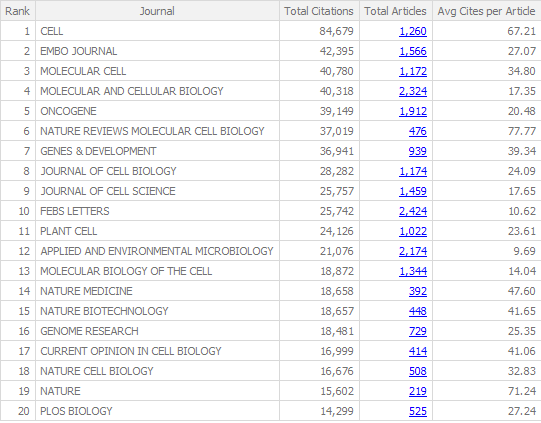 Rank Journal Total Citations Total Articles Avg Cites per Article
1 CELL 84,679 1,260 67.21
2 EMBO JOURNAL 42,395 1,566 27.07
3 MOLECULAR CELL 40,780 1,172 34.80
4 MOLECULAR AND CELLULAR BIOLOGY 40,318 2,324 17.35
5 ONCOGENE 39,149 1,912 20.48
6 NATURE REVIEWS MOLECULAR CELL BIOLOGY 37,019 476 77.77
7 GENES & DEVELOPMENT 36,941 939 39.34
8 JOURNAL OF CELL BIOLOGY 28,282 1,174 24.09
9 JOURNAL OF CELL SCIENCE 25,757 1,459 17.65
10 FEBS LETTERS 25,742 2,424 10.62
11 PLANT CELL 24,126 1,022 23.61
12 APPLIED AND ENVIRONMENTAL MICROBIOLOGY 21,076 2,174 9.69
13 MOLECULAR BIOLOGY OF THE CELL 18,872 1,344 14.04
14 NATURE MEDICINE 18,658 392 47.60
15 NATURE BIOTECHNOLOGY 18,657 448 41.65
16 GENOME RESEARCH 18,481 729 25.35
17 CURRENT OPINION IN CELL BIOLOGY 16,999 414 41.06
18 NATURE CELL BIOLOGY 16,676 508 32.83
19 NATURE 15,602 219 71.24
20 PLOS BIOLOGY 14,299 525 27.24